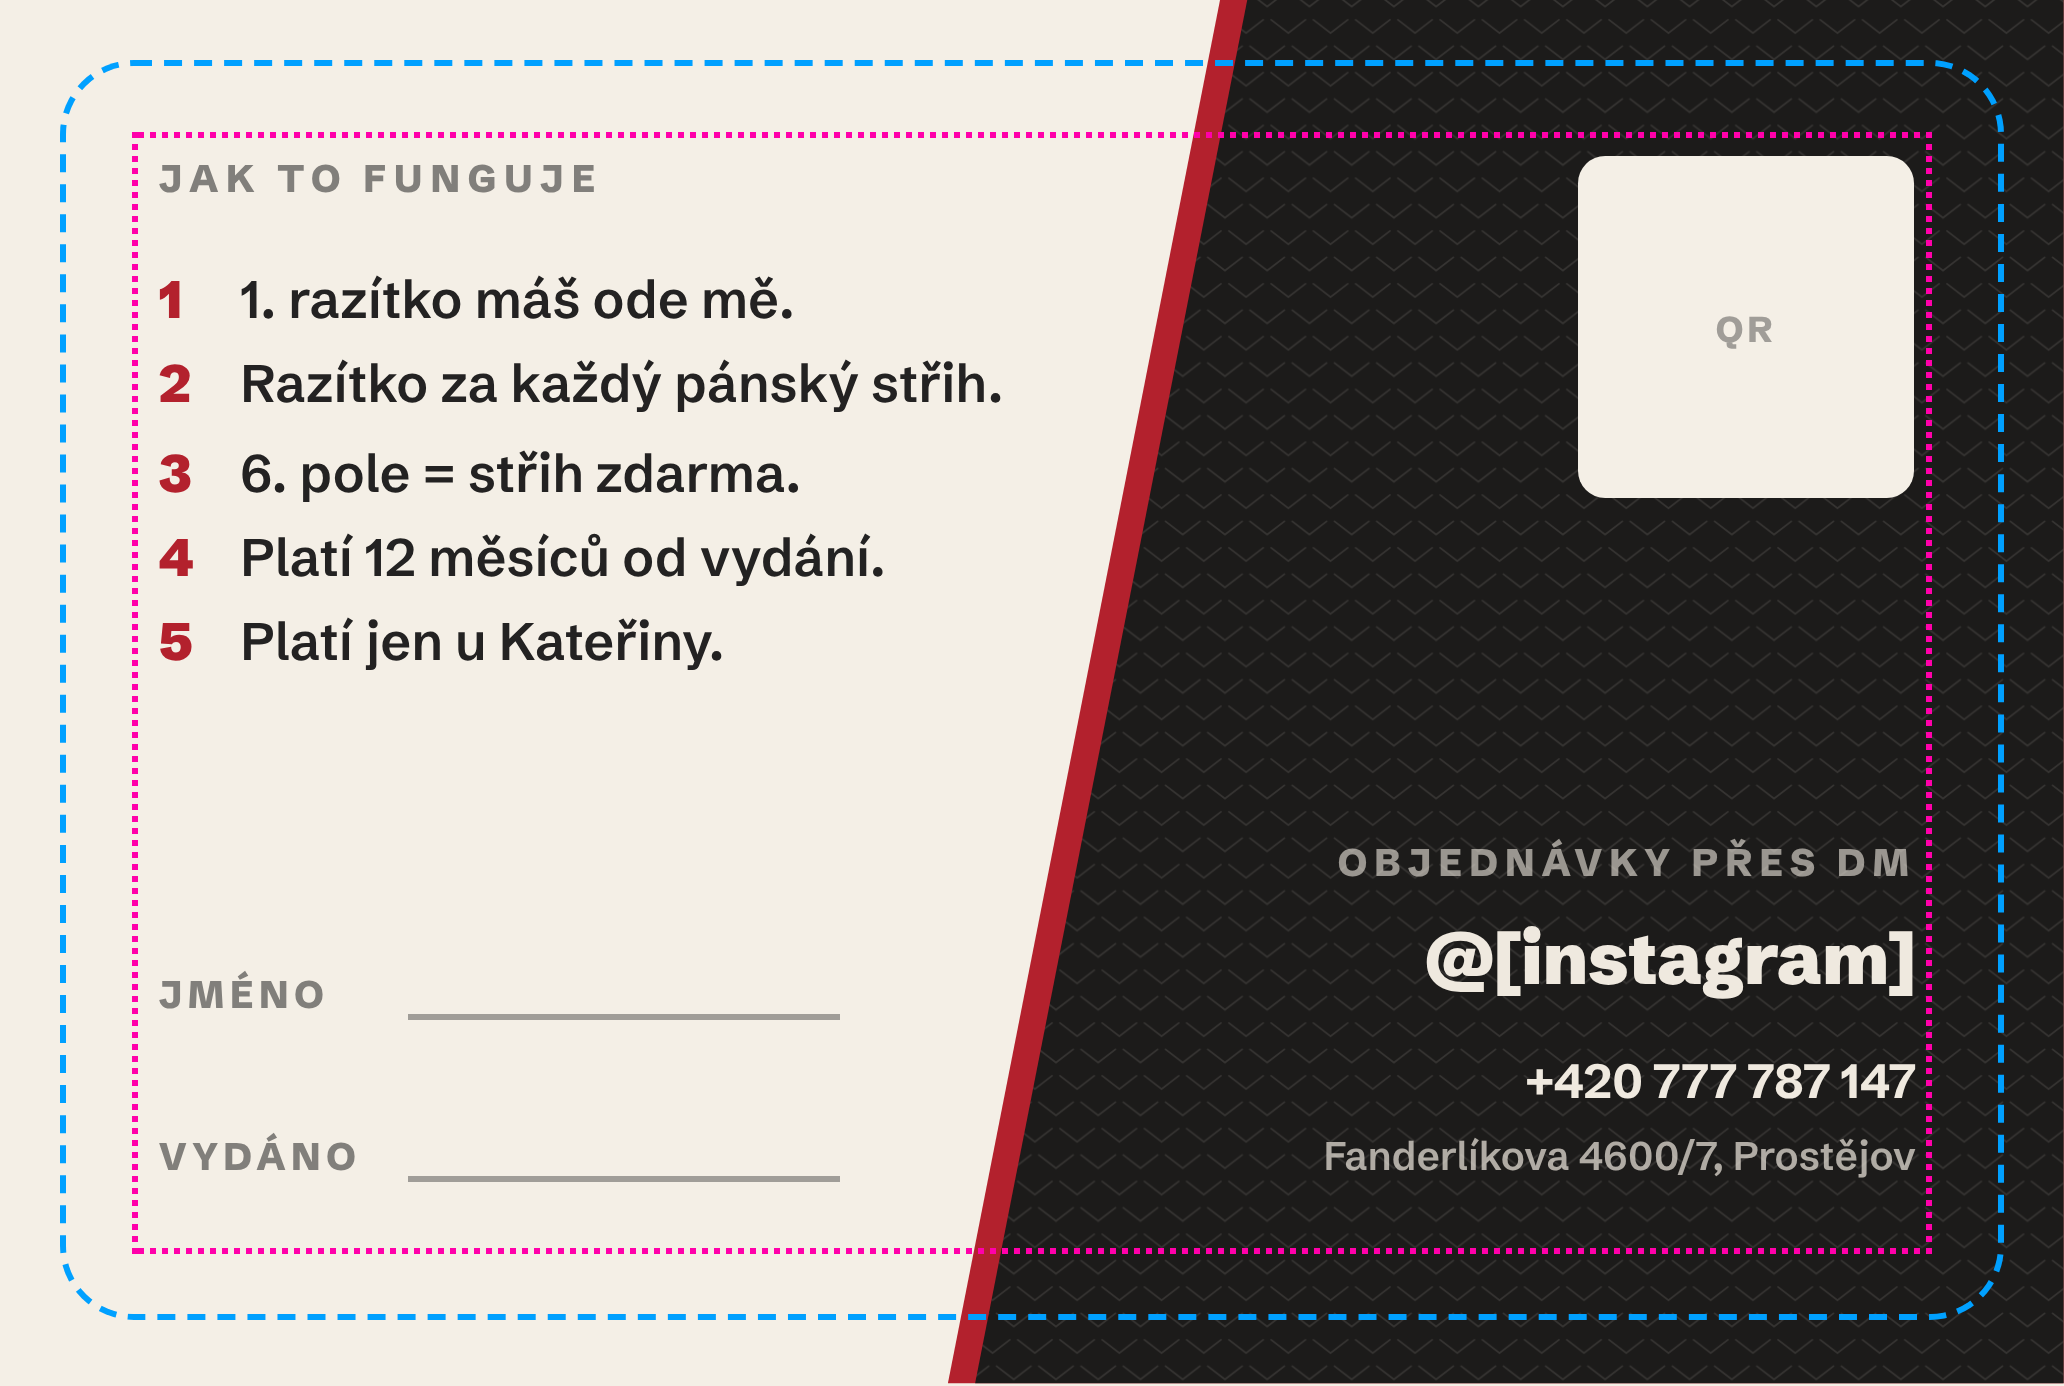 JAK TO FUNGUJE
1 1. razítko máš ode mě.
2 Razítko za každý pánský střih.
3 6. pole = střih zdarma.
4 Platí 12 měsíců od vydání.
5 Platí jen u Kateřiny.
JMÉNO
VYDÁNO
QR
OBJEDNÁVKY PŘES DM
@[instagram]
+420 777 787 147
Fanderlíkova 4600/7, Prostějov